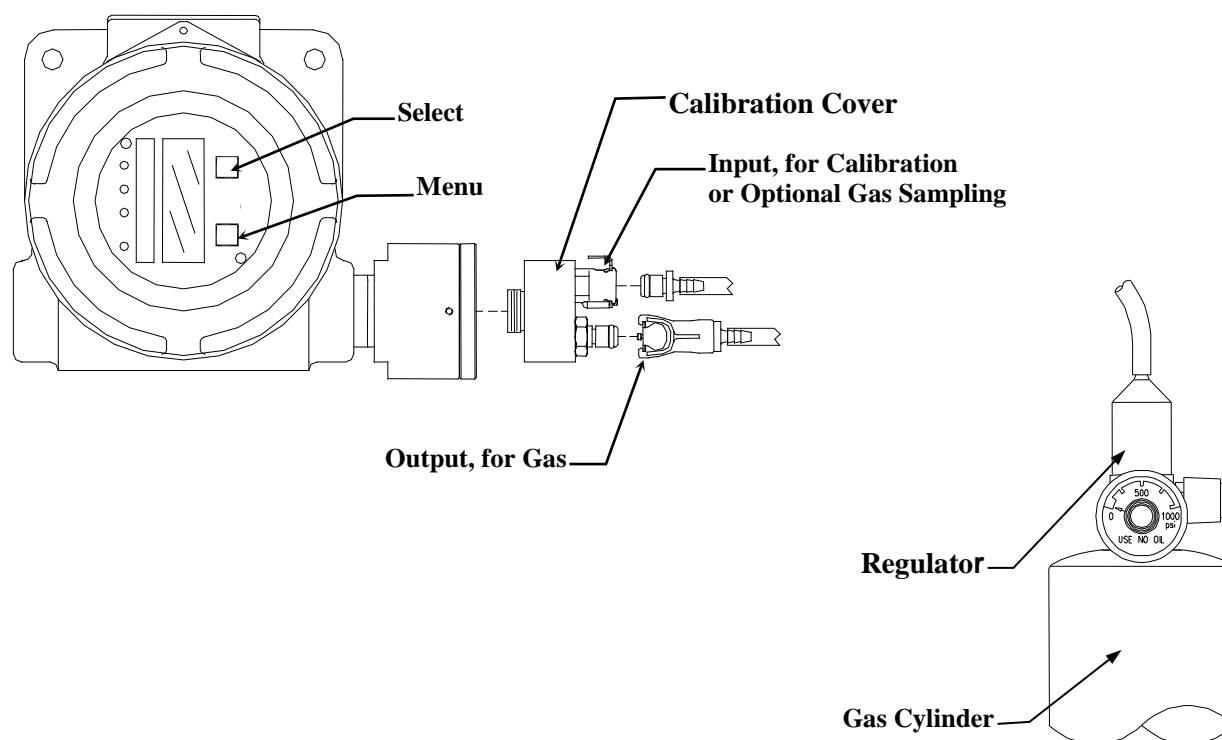 Select
Calibration Cover
Input, for Calibration
or Optional Gas Sampling
Menu
Output, for Gas
500
0
1000
psi
USE NO OIL
Regulator
Gas Cylinder